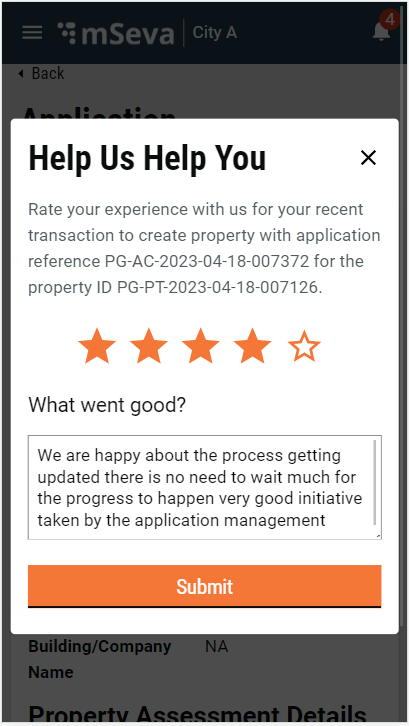 mSeva City A 4
Back
Application
Help Us Help You
Rate your experience with us for your recent
transaction to create property with application
reference PG-AC-2023-04-18-007372 for the
property ID PG-PT-2023-04-18-007126.
What went good?
We are happy about the process getting
updated there is no need to wait much for
the progress to happen very good initiative
taken by the application management
Submit
Building/Company NA
Name
Property Assessment Details